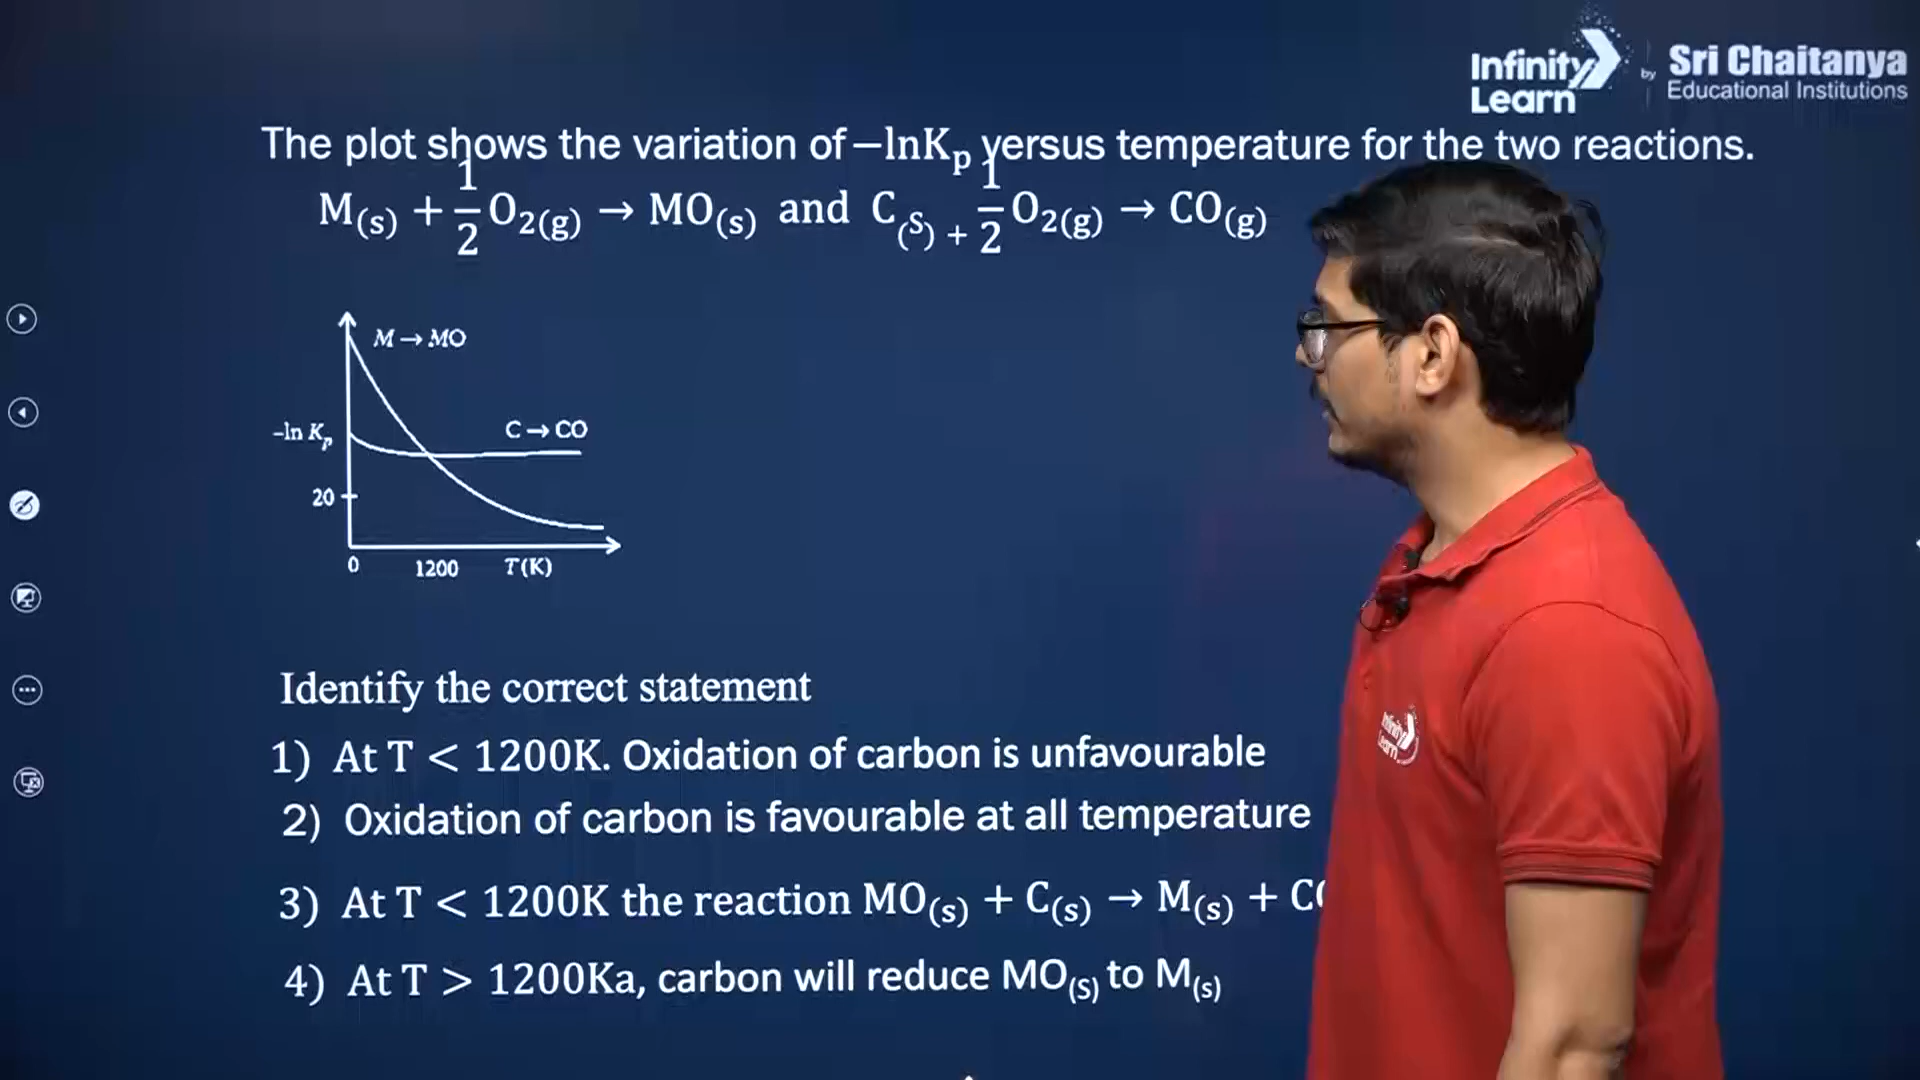 Infinity Learn by Sri Chaitanya Educational Institutions
The plot shows the variation of −lnKₚ versus temperature for the two reactions.
M(s) + 1/2 O2(g) → MO(s) and C(S) + 1/2 O2(g) → CO(g)
M → MO
C → CO
−ln Kₚ
20
0 1200 T(K)
Identify the correct statement
1) At T < 1200K. Oxidation of carbon is unfavourable
2) Oxidation of carbon is favourable at all temperature
3) At T < 1200K the reaction MO(s) + C(s) → M(s) +
4) At T > 1200Ka, carbon will reduce MO(S) to M(s)
Infinity Learn